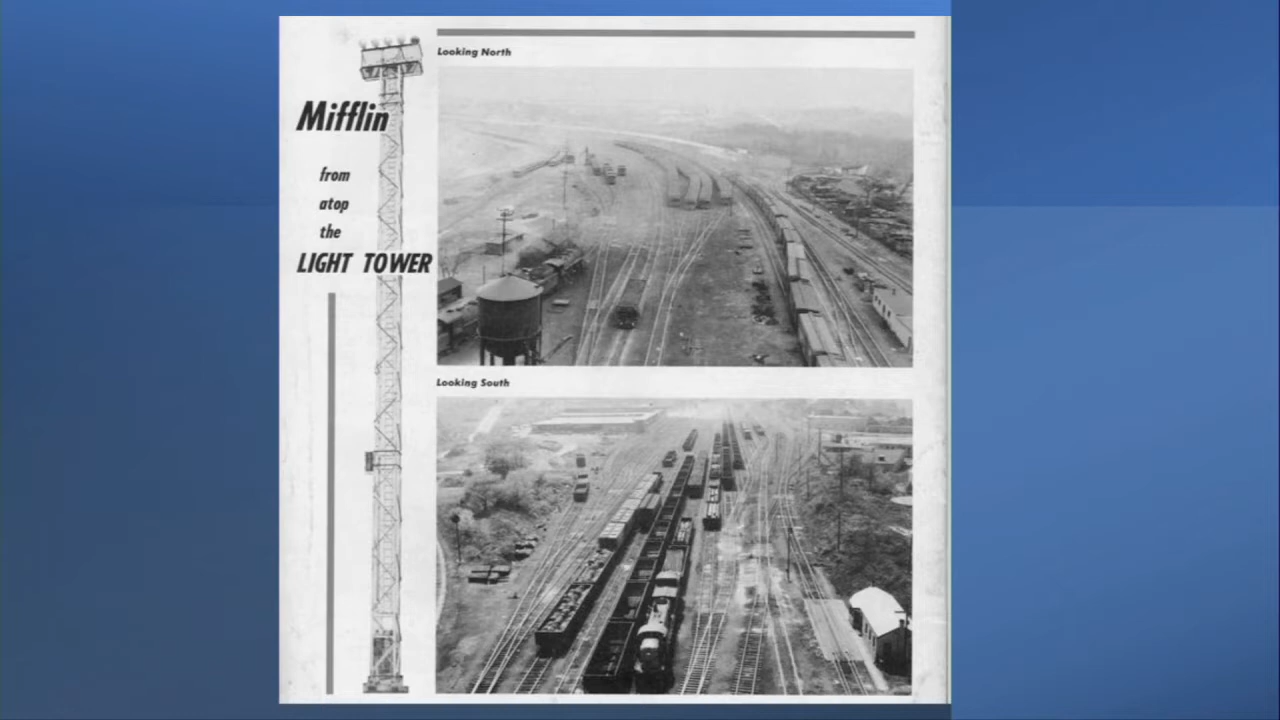 Mifflin
from
atop
the
LIGHT TOWER
Looking North
Looking South